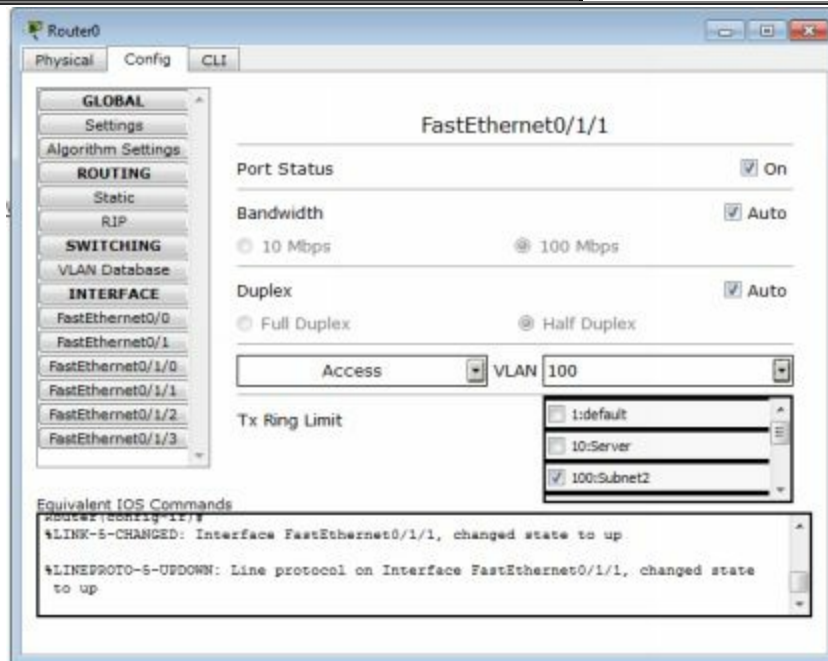 Router0
Physical Config CLI
GLOBAL
Settings
Algorithm Settings
ROUTING
Static
RIP
SWITCHING
VLAN Database
INTERFACE
FastEthernet0/0
FastEthernet0/1
FastEthernet0/1/0
FastEthernet0/1/1
FastEthernet0/1/2
FastEthernet0/1/3
FastEthernet0/1/1
Port Status On
Bandwidth Auto
10 Mbps 100 Mbps
Duplex Auto
Full Duplex Half Duplex
Access VLAN 100
Tx Ring Limit
1:default
10:Server
100:Subnet2
Equivalent IOS Commands
Router(config-if)#
%LINK-5-CHANGED: Interface FastEthernet0/1/1, changed state to up
%LINEPROTO-5-UPDOWN: Line protocol on Interface FastEthernet0/1/1, changed state
to up